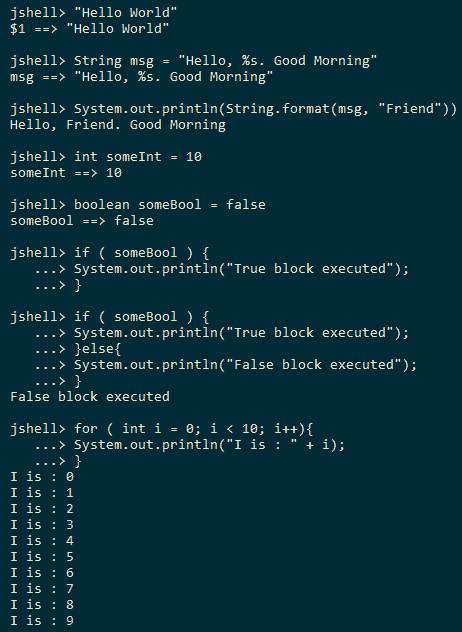 jshell> "Hello World"
$1 ==> "Hello World"
jshell> String msg = "Hello, %s. Good Morning"
msg ==> "Hello, %s. Good Morning"
jshell> System.out.println(String.format(msg, "Friend"))
Hello, Friend. Good Morning
jshell> int someInt = 10
someInt ==> 10
jshell> boolean someBool = false
someBool ==> false
jshell> if ( someBool ) {
...> System.out.println("True block executed");
...> }
jshell> if ( someBool ) {
...> System.out.println("True block executed");
...> }else{
...> System.out.println("False block executed");
...> }
False block executed
jshell> for ( int i = 0; i < 10; i++){
...> System.out.println("I is : " + i);
...> }
I is : 0
I is : 1
I is : 2
I is : 3
I is : 4
I is : 5
I is : 6
I is : 7
I is : 8
I is : 9